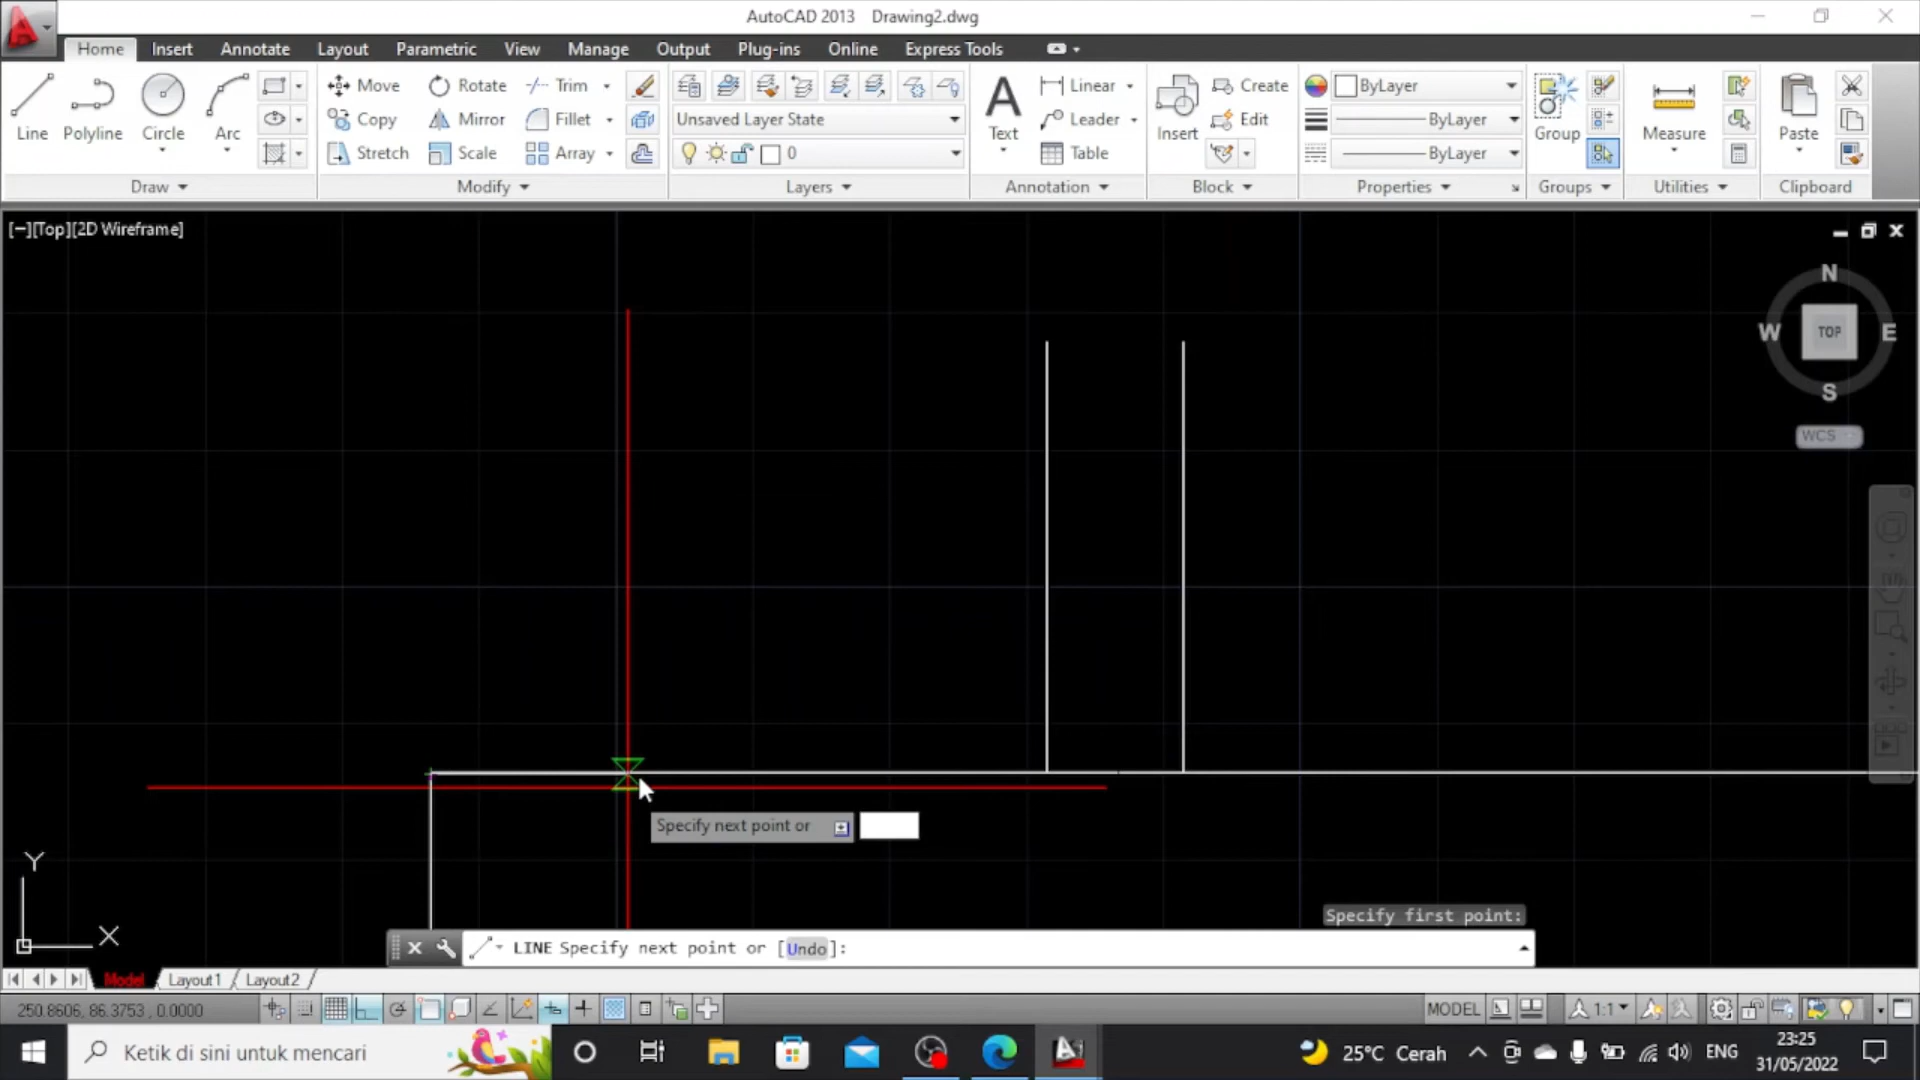 AutoCAD 2013 Drawing2.dwg
Home Insert Annotate Layout Parametric View Manage Output Plug-ins Online Express Tools
Move Rotate Trim Linear Create ByLayer
Unsaved Layer State
Copy Mirror Fillet Leader Edit ByLayer
Line Polyline Circle Arc Text Insert Group Measure Paste
Stretch Scale Array 0 Table ByLayer
Draw Modify Layers Annotation Block Properties Groups Utilities Clipboard
[−][Top][2D Wireframe]
N
W TOP E
S
WCS
Specify next point or
Y
X
Specify first point:
LINE Specify next point or [Undo]:
Model Layout1 Layout2
250.8606, 86.3753 , 0.0000 MODEL 1:1
Ketik di sini untuk mencari 25°C Cerah ENG 23:25
31/05/2022